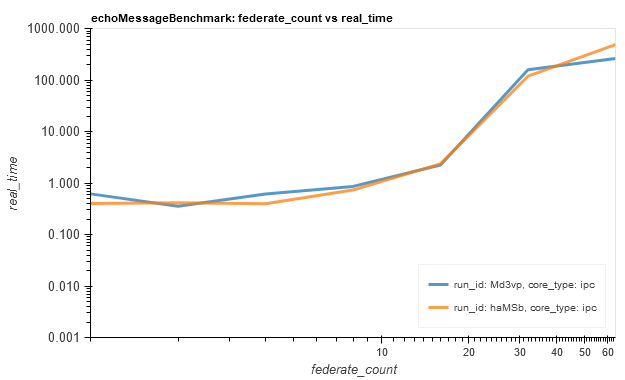 echoMessageBenchmark: federate_count vs real_time
1000.000
100.000
10.000
1.000
0.100
0.010
0.001
real_time
10
20
30
40
50
60
federate_count
run_id: Md3vp, core_type: ipc
run_id: haMSb, core_type: ipc